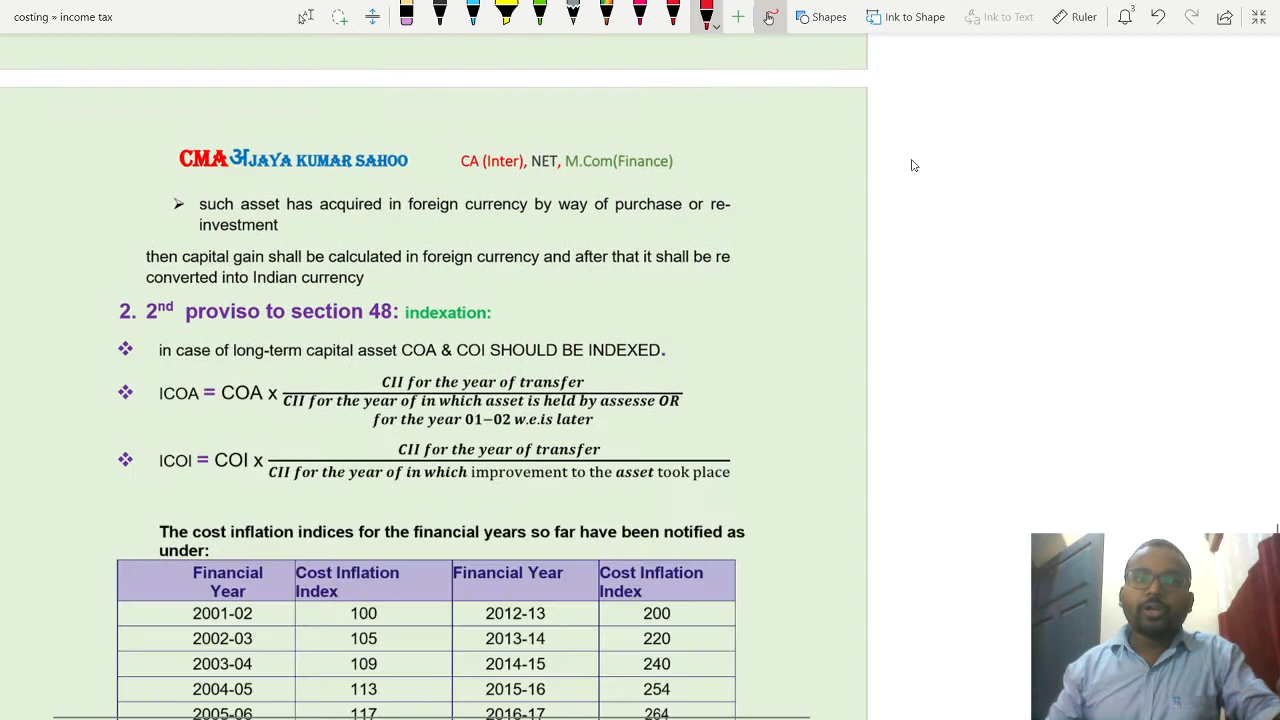 costing » income tax
Shapes
Ink to Shape
Ink to Text
Ruler
CMA अJAYA KUMAR SAHOO CA (Inter), NET, M.Com(Finance)
➢ such asset has acquired in foreign currency by way of purchase or re-
investment
then capital gain shall be calculated in foreign currency and after that it shall be re
converted into Indian currency
2. 2nd proviso to section 48: indexation:
❖ in case of long-term capital asset COA & COI SHOULD BE INDEXED.
CII for the year of transfer
❖ ICOA = COA x
CII for the year of in which asset is held by assesse OR
for the year 01−02 w.e.is later
CII for the year of transfer
❖ ICOI = COI x
CII for the year of in which improvement to the asset took place
The cost inflation indices for the financial years so far have been notified as
under:
Financial Year Cost Inflation Index Financial Year Cost Inflation Index
2001-02 100 2012-13 200
2002-03 105 2013-14 220
2003-04 109 2014-15 240
2004-05 113 2015-16 254
2005-06 117 2016-17 264